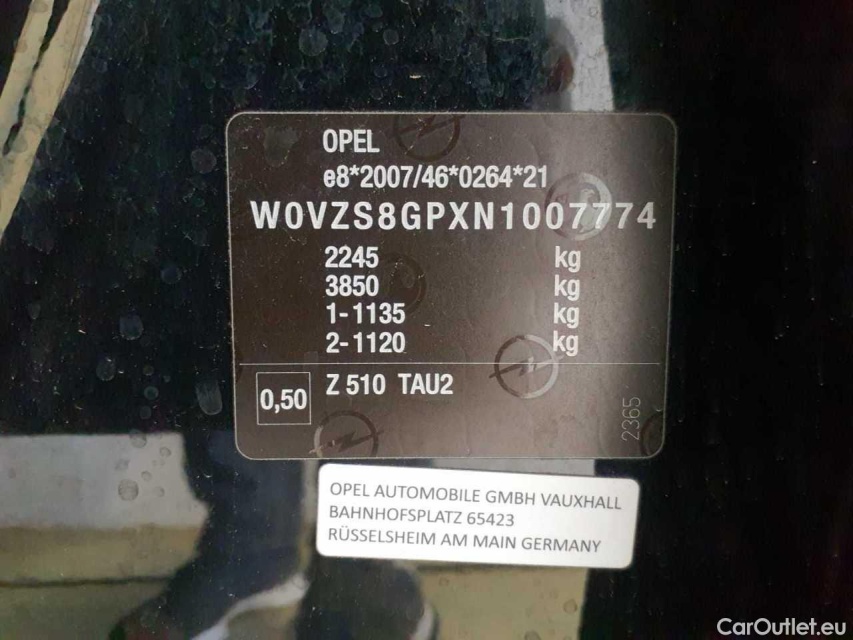 OPEL
e8*2007/46*0264*21
W0VZS8GPXN1007774
2245 kg
3850 kg
1-1135 kg
2-1120 kg
0,50 Z 510 TAU2
2365
OPEL AUTOMOBILE GMBH VAUXHALL
BAHNHOFSPLATZ 65423
RÜSSELSHEIM AM MAIN GERMANY
CarOutlet.eu